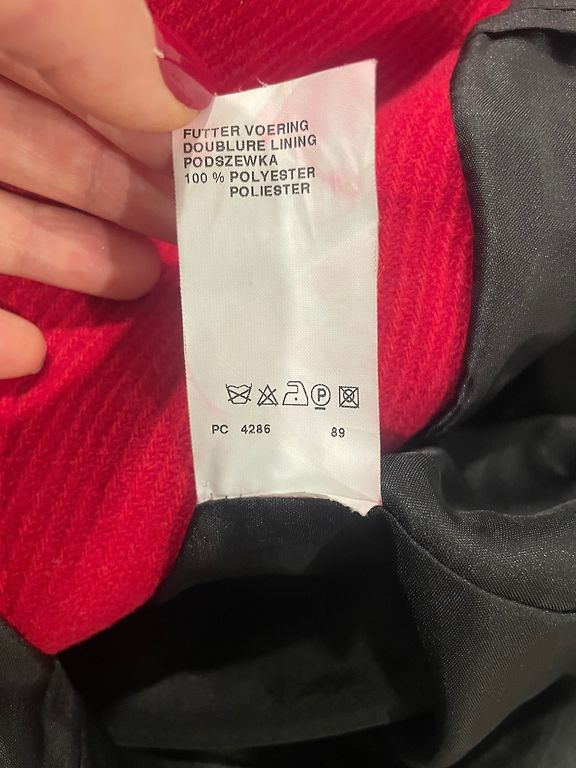 FUTTER VOERING
DOUBLURE LINING
PODSZEWKA
100 % POLYESTER
POLIESTER
P
PC 4286 89